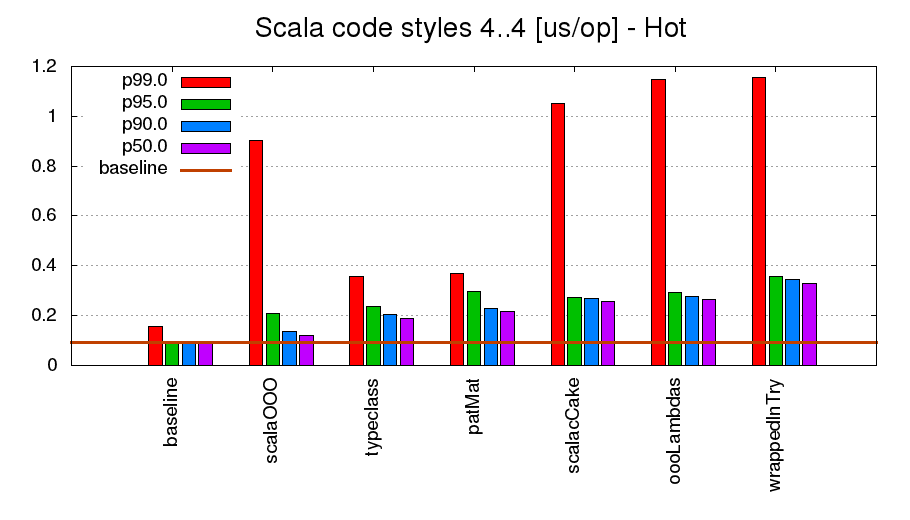 Scala code styles 4..4 [us/op] - Hot
1.2
1
0.8
0.6
0.4
0.2
0
p99.0
p95.0
p90.0
p50.0
baseline
baseline
scalaOOO
typeclass
patMat
scalacCake
oooLambdas
wrappedInTry